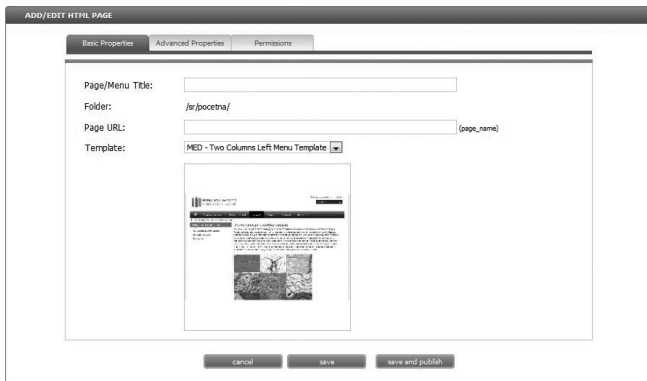 ADD/EDIT HTML PAGE
Basic Properties Advanced Properties Permissions
Page/Menu Title:
Folder: /sr/pocetna/
Page URL: (page_name)
Template: MED - Two Columns Left Menu Template
cancel save save and publish